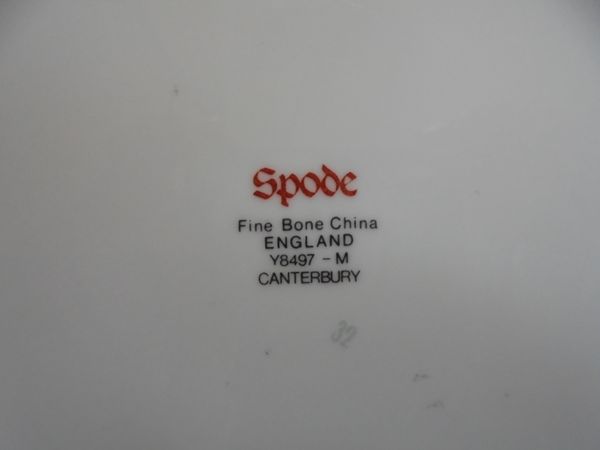 Spode
Fine Bone China
ENGLAND
Y8497 - M
CANTERBURY
32